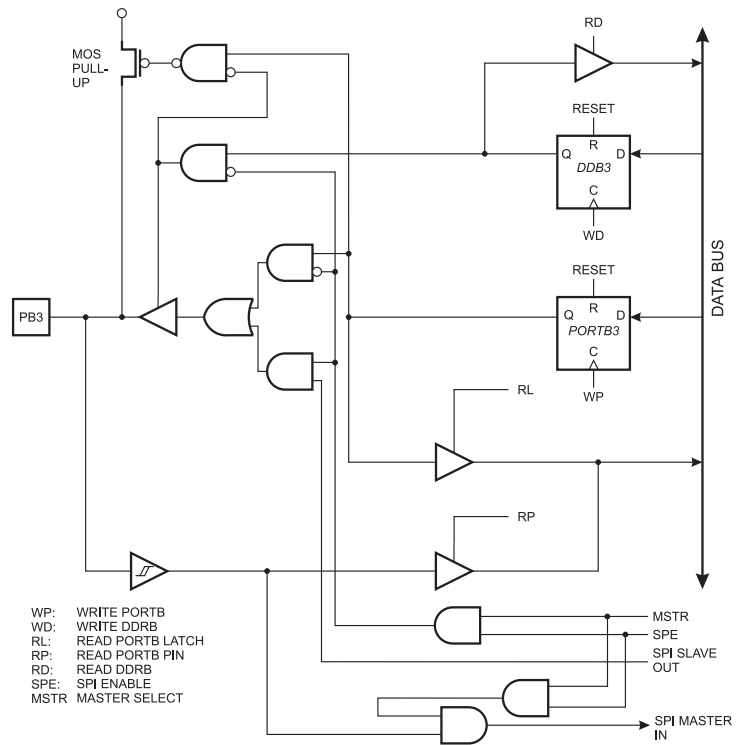 RD
MOS
PULL-
UP
RESET
R
Q
D
DDB3
C
WD
DATA BUS
RESET
R
Q
D
PORTB3
C
WP
PB3
RL
RP
WP: WRITE PORTB
WD: WRITE DDRB
RL: READ PORTB LATCH
RP: READ PORTB PIN
RD: READ DDRB
SPE: SPI ENABLE
MSTR MASTER SELECT
MSTR
SPE
SPI SLAVE
OUT
SPI MASTER
IN